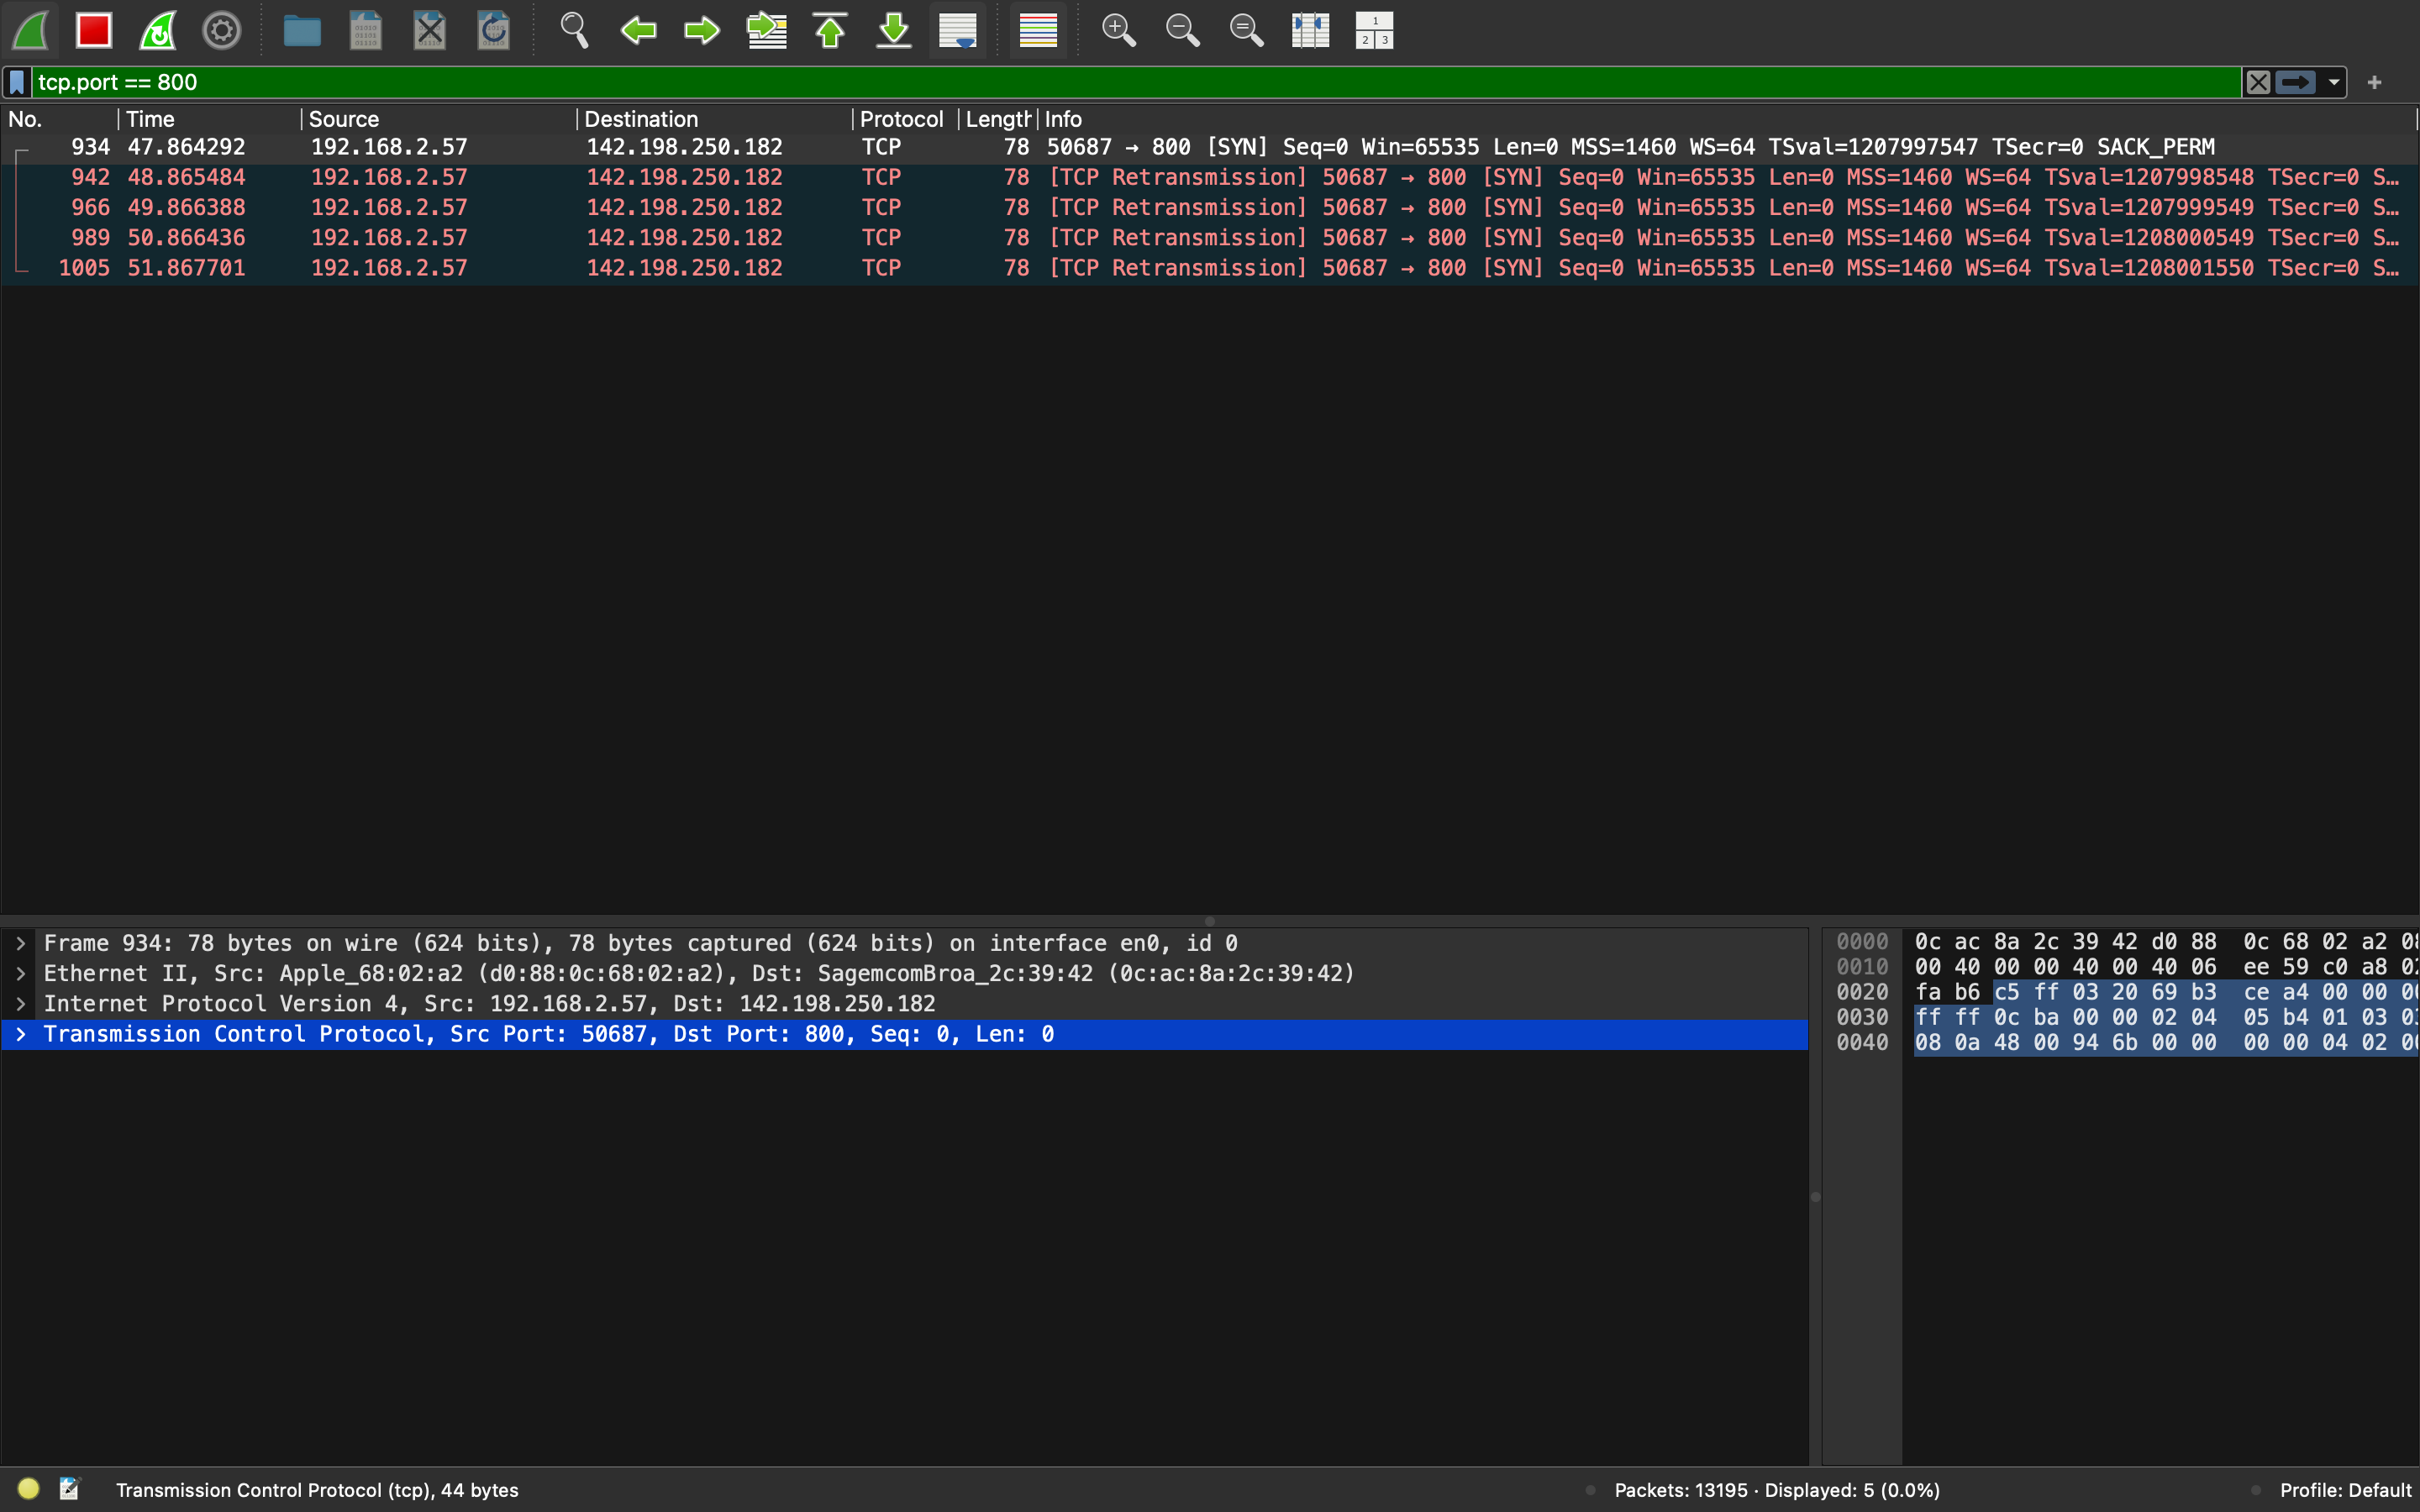 tcp.port == 800
No. Time Source Destination Protocol Length Info
934 47.864292 192.168.2.57 142.198.250.182 TCP 78 50687 → 800 [SYN] Seq=0 Win=65535 Len=0 MSS=1460 WS=64 TSval=1207997547 TSecr=0 SACK_PERM
942 48.865484 192.168.2.57 142.198.250.182 TCP 78 [TCP Retransmission] 50687 → 800 [SYN] Seq=0 Win=65535 Len=0 MSS=1460 WS=64 TSval=1207998548 TSecr=0 S…
966 49.866388 192.168.2.57 142.198.250.182 TCP 78 [TCP Retransmission] 50687 → 800 [SYN] Seq=0 Win=65535 Len=0 MSS=1460 WS=64 TSval=1207999549 TSecr=0 S…
989 50.866436 192.168.2.57 142.198.250.182 TCP 78 [TCP Retransmission] 50687 → 800 [SYN] Seq=0 Win=65535 Len=0 MSS=1460 WS=64 TSval=1208000549 TSecr=0 S…
1005 51.867701 192.168.2.57 142.198.250.182 TCP 78 [TCP Retransmission] 50687 → 800 [SYN] Seq=0 Win=65535 Len=0 MSS=1460 WS=64 TSval=1208001550 TSecr=0 S…
Frame 934: 78 bytes on wire (624 bits), 78 bytes captured (624 bits) on interface en0, id 0
Ethernet II, Src: Apple_68:02:a2 (d0:88:0c:68:02:a2), Dst: SagemcomBroa_2c:39:42 (0c:ac:8a:2c:39:42)
Internet Protocol Version 4, Src: 192.168.2.57, Dst: 142.198.250.182
Transmission Control Protocol, Src Port: 50687, Dst Port: 800, Seq: 0, Len: 0
0000 0c ac 8a 2c 39 42 d0 88 0c 68 02 a2
0010 00 40 00 00 40 00 40 06 ee 59 c0 a8
0020 fa b6 c5 ff 03 20 69 b3 ce a4 00 00
0030 ff ff 0c ba 00 00 02 04 05 b4 01 03
0040 08 0a 48 00 94 6b 00 00 00 00 04 02
Transmission Control Protocol (tcp), 44 bytes
Packets: 13195 · Displayed: 5 (0.0%)
Profile: Default